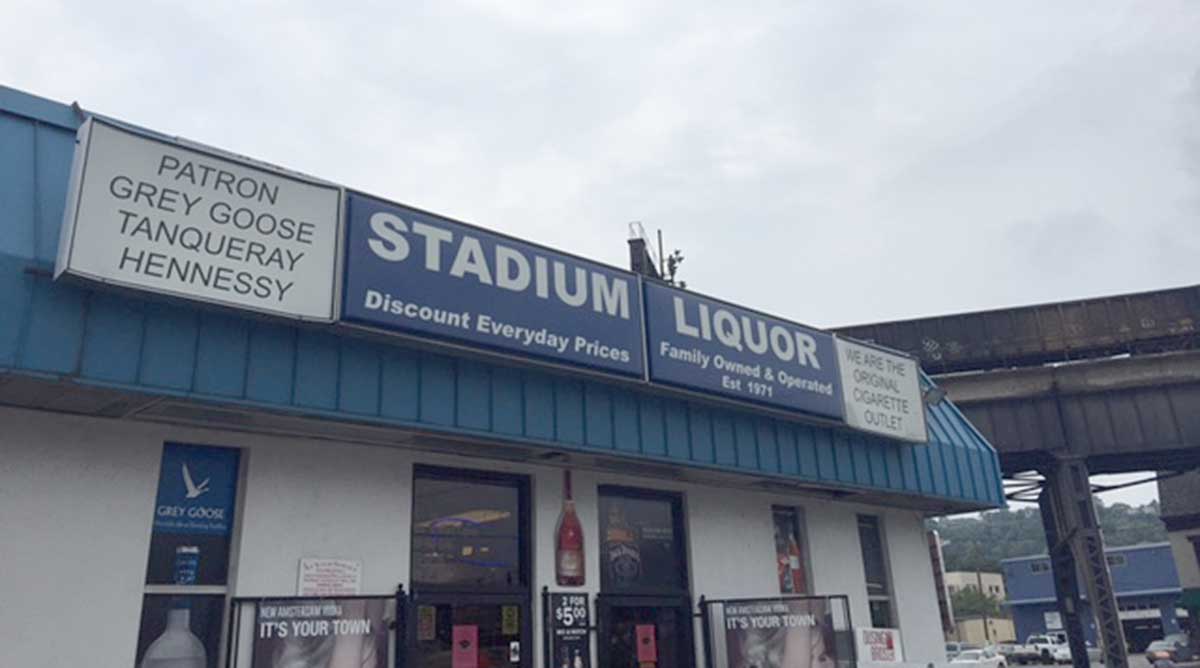 PATRON
GREY GOOSE
TANQUERAY
HENNESSY
STADIUM
Discount Everyday Prices
LIQUOR
Family Owned & Operated
Est 1971
WE ARE THE
ORIGINAL
CIGARETTE
OUTLET
GREY GOOSE
JACK DANIEL'S
2 FOR
$5.00
NEW AMSTERDAM VODKA
IT'S YOUR TOWN
NEW AMSTERDAM VODKA
IT'S YOUR TOWN